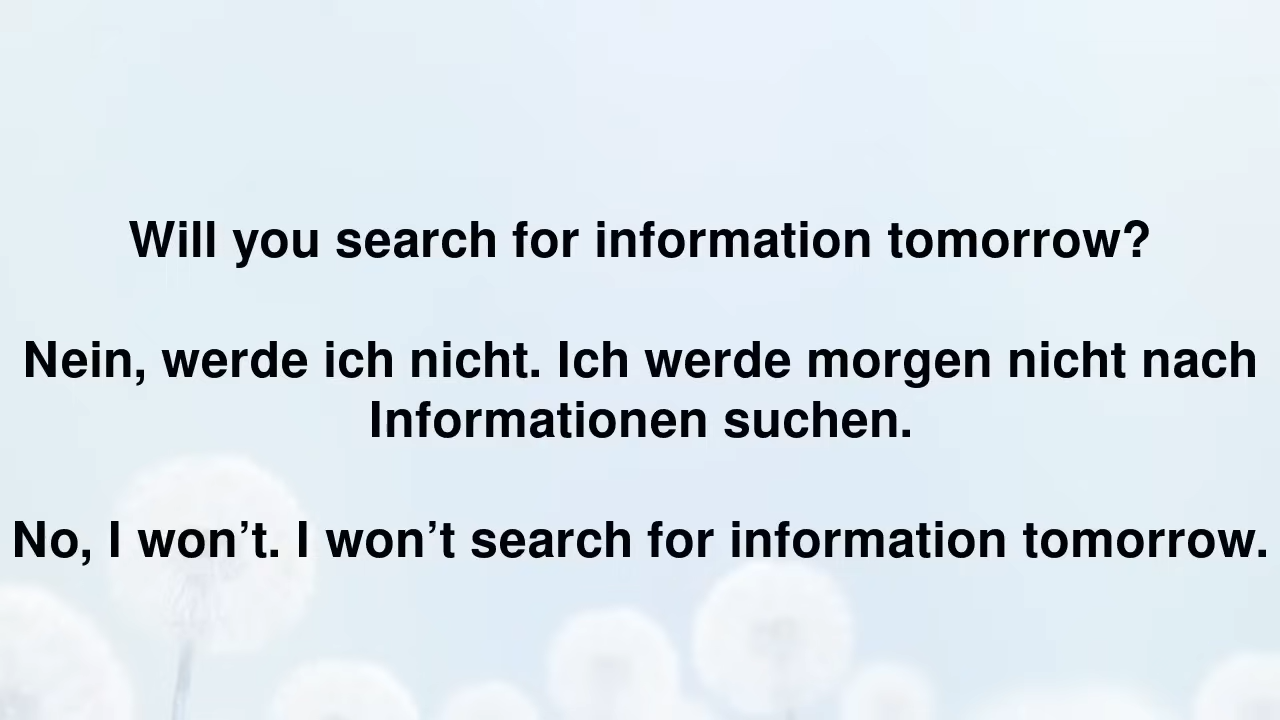 Will you search for information tomorrow?
Nein, werde ich nicht. Ich werde morgen nicht nach
Informationen suchen.
No, I won’t. I won’t search for information tomorrow.